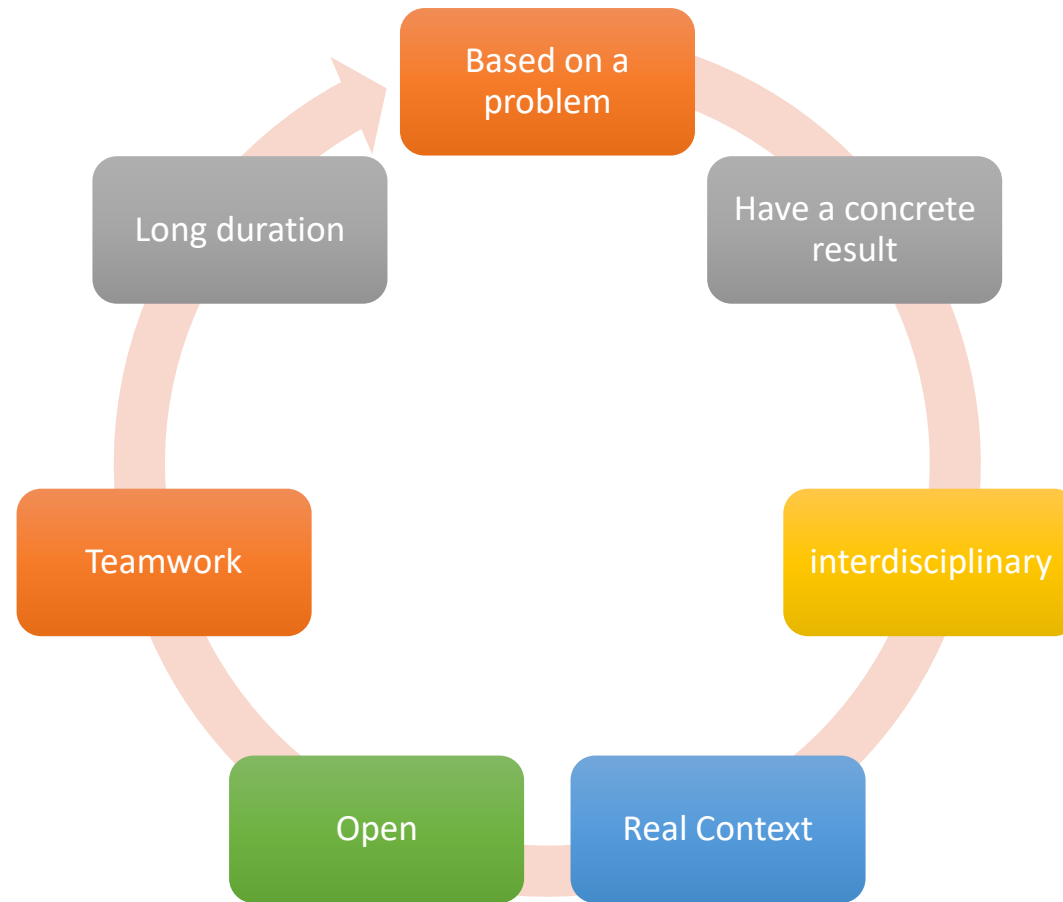 Based on a
problem
Have a concrete
result
interdisciplinary
Real Context
Open
Teamwork
Long duration